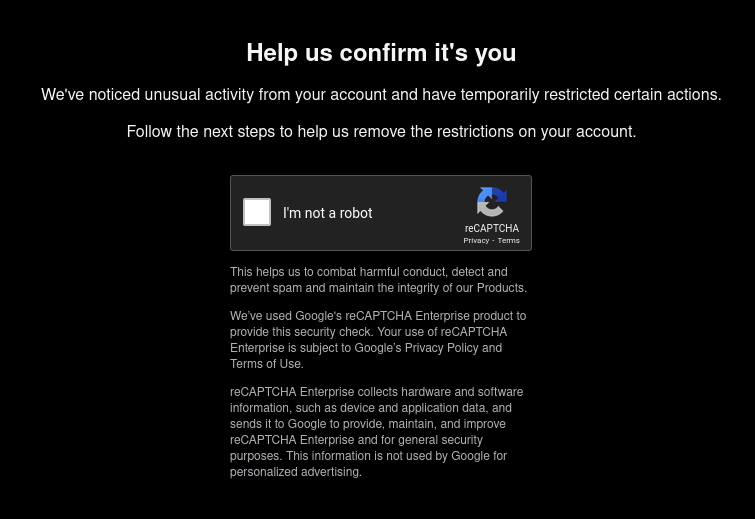 Help us confirm it's you
We've noticed unusual activity from your account and have temporarily restricted certain actions.
Follow the next steps to help us remove the restrictions on your account.
I'm not a robot
reCAPTCHA
Privacy - Terms
This helps us to combat harmful conduct, detect and
prevent spam and maintain the integrity of our Products.
We’ve used Google's reCAPTCHA Enterprise product to
provide this security check. Your use of reCAPTCHA
Enterprise is subject to Google’s Privacy Policy and
Terms of Use.
reCAPTCHA Enterprise collects hardware and software
information, such as device and application data, and
sends it to Google to provide, maintain, and improve
reCAPTCHA Enterprise and for general security
purposes. This information is not used by Google for
personalized advertising.